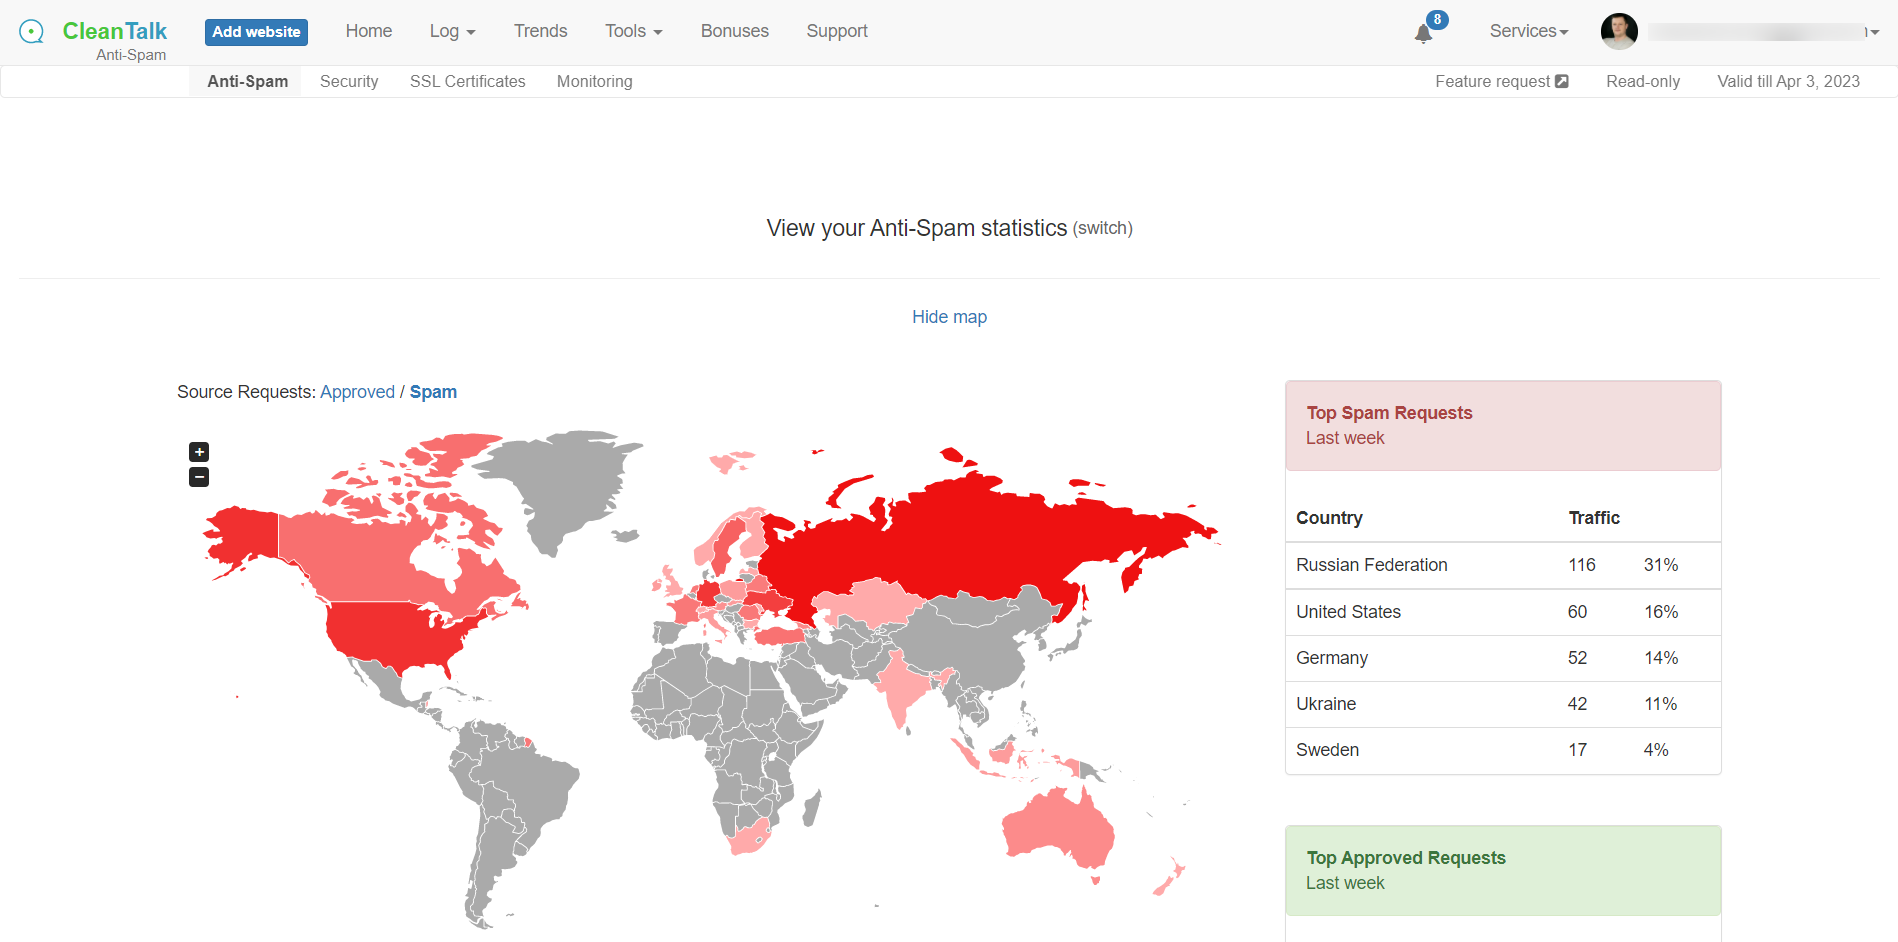 CleanTalk
Anti-Spam
Add website
Home
Log
Trends
Tools
Bonuses
Support
8
Services
Anti-Spam
Security
SSL Certificates
Monitoring
Feature request
Read-only
Valid till Apr 3, 2023
View your Anti-Spam statistics (switch)
Hide map
Source Requests: Approved / Spam
+
−
Top Spam Requests
Last week
Country Traffic
Russian Federation 116 31%
United States 60 16%
Germany 52 14%
Ukraine 42 11%
Sweden 17 4%
Top Approved Requests
Last week